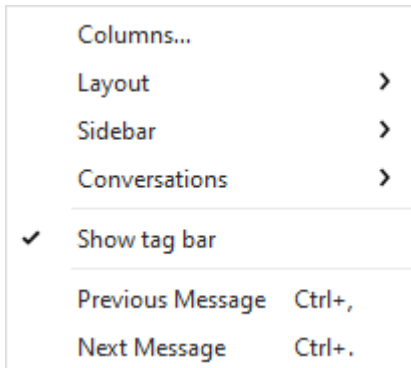 Columns...
Layout
Sidebar
Conversations
Show tag bar
Previous Message Ctrl+,
Next Message Ctrl+.